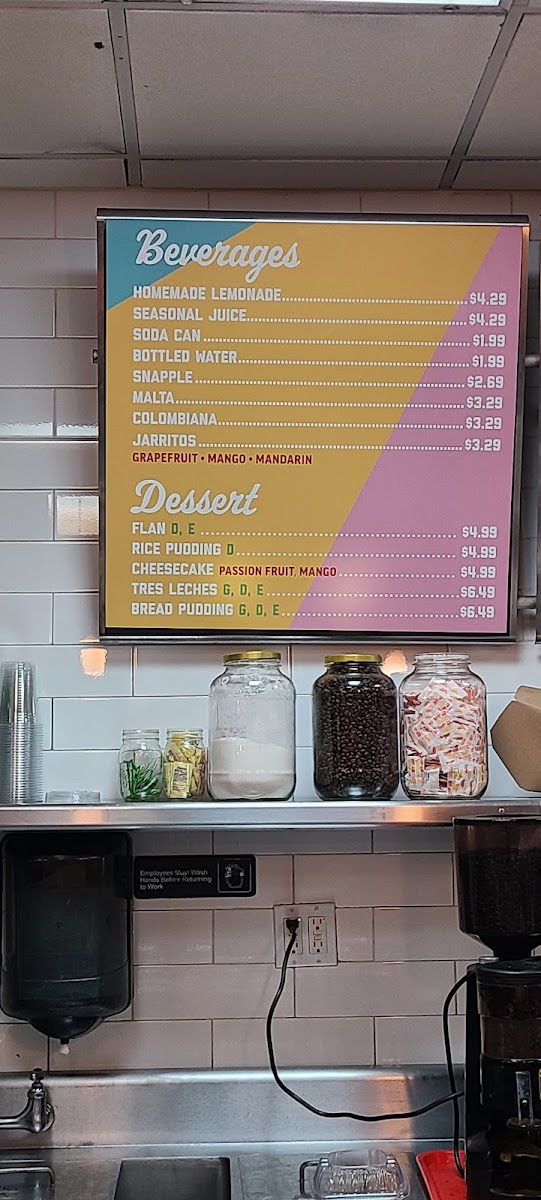 Beverages
HOMEMADE LEMONADE $4.29
SEASONAL JUICE $4.29
SODA CAN $1.99
BOTTLED WATER $1.99
SNAPPLE $2.69
MALTA $3.29
COLOMBIANA $3.29
JARRITOS $3.29
GRAPEFRUIT • MANGO • MANDARIN
Dessert
FLAN D, E $4.99
RICE PUDDING D $4.99
CHEESECAKE PASSION FRUIT, MANGO $4.99
TRES LECHES G, D, E $6.49
BREAD PUDDING G, D, E $6.49
Employees Must Wash
Hands Before Returning
to Work